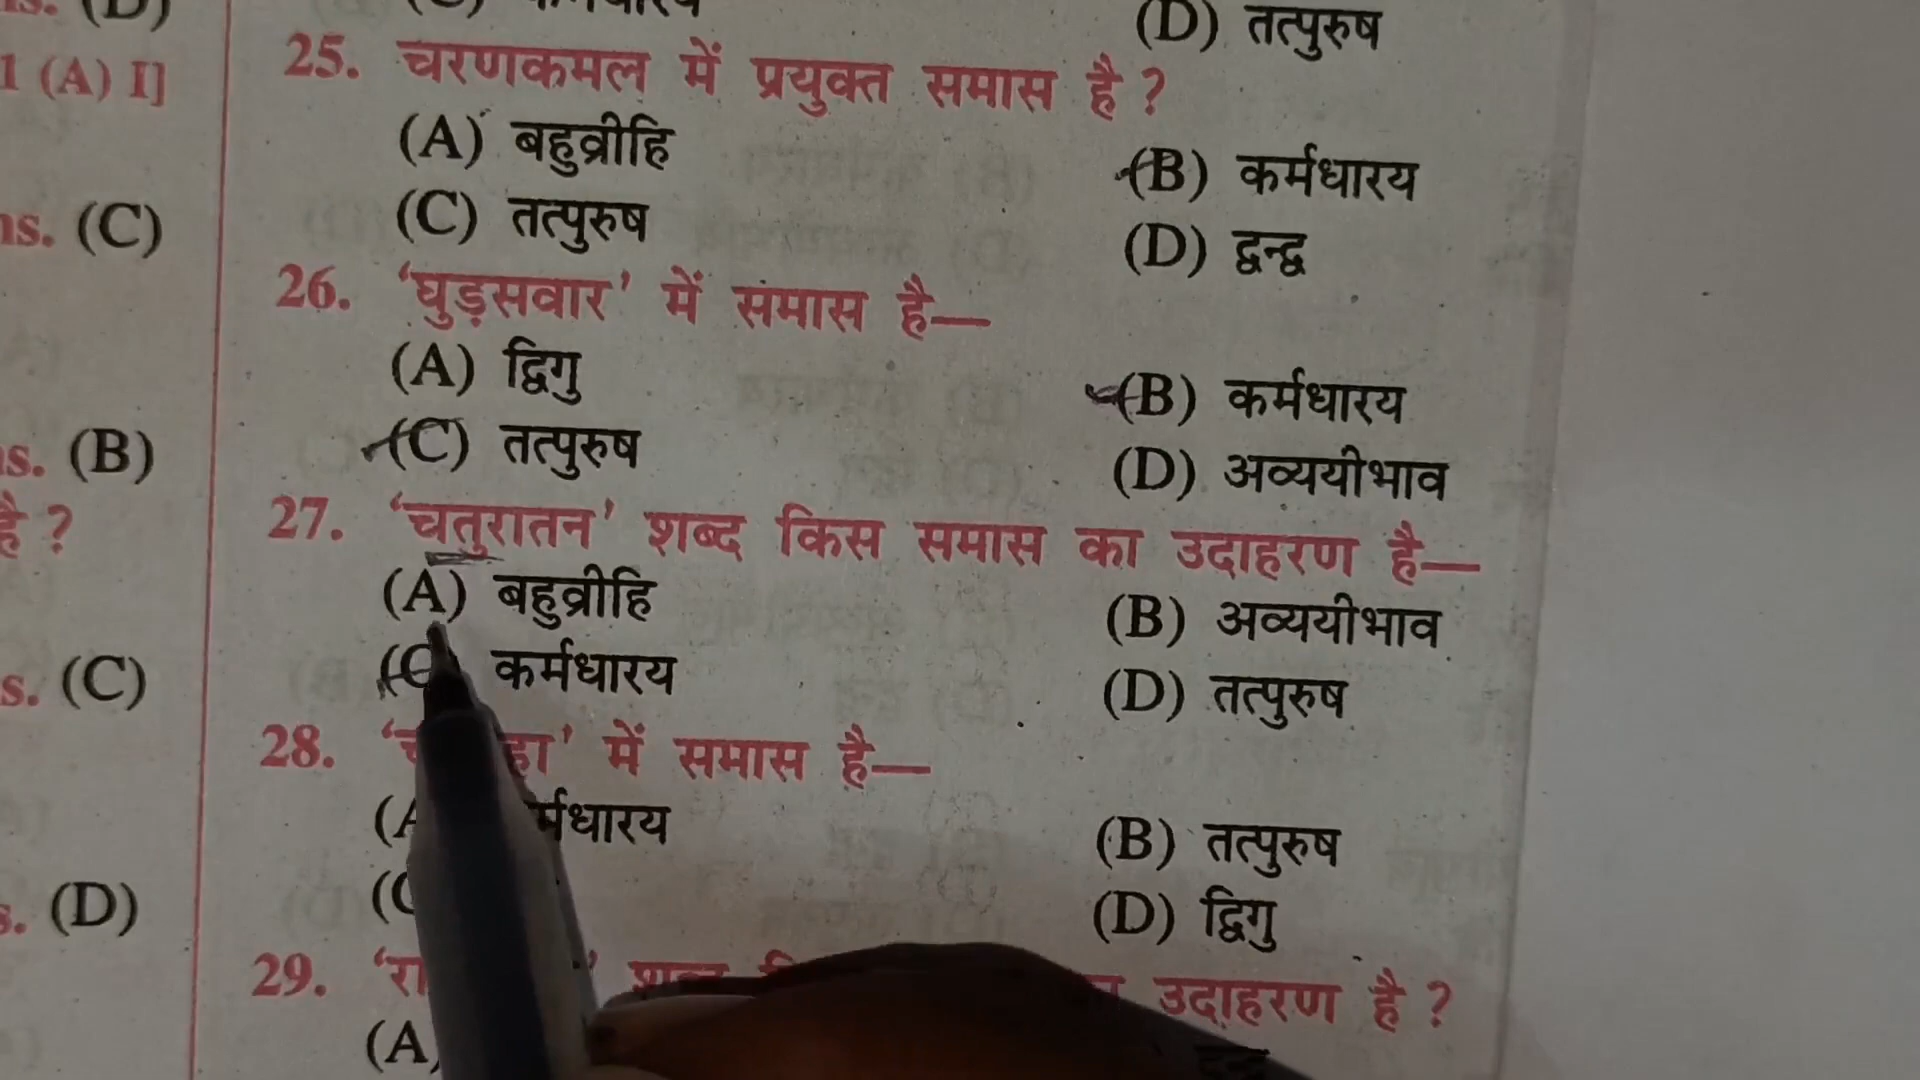 ns. (D)
1 (A) I]
ns. (C)
s. (B)
है ?
s. (C)
s. (D)
(D) तत्पुरुष
25. चरणकमल में प्रयुक्त समास है ?
(A) बहुव्रीहि
(B) कर्मधारय
(C) तत्पुरुष
(D) द्वन्द्व
26. ‘घुड़सवार’ में समास है—
(A) द्विगु
(B) कर्मधारय
(C) तत्पुरुष
(D) अव्ययीभाव
27. ‘चतुरातन’ शब्द किस समास का उदाहरण है—
(A) बहुव्रीहि
(B) अव्ययीभाव
(C) कर्मधारय
(D) तत्पुरुष
28. में समास है—
(B) तत्पुरुष
(D) द्विगु
29. शब्द उदाहरण है ?
(A)